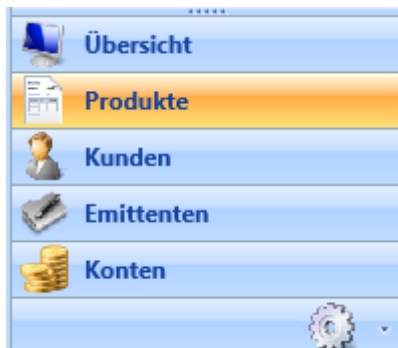 Übersicht
Produkte
Kunden
Emittenten
Konten